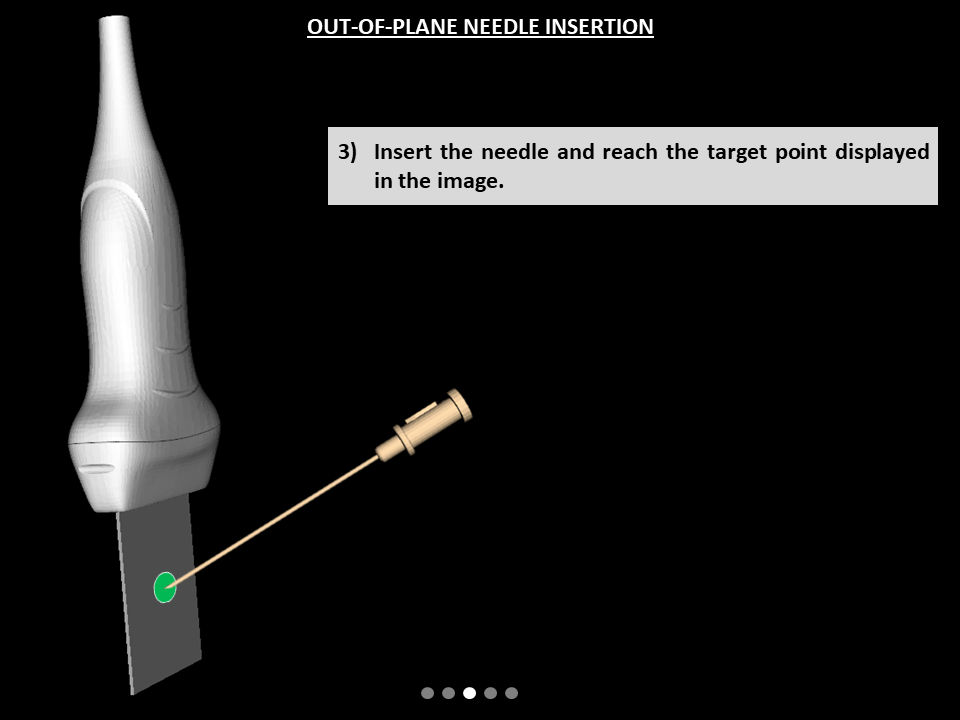 OUT-OF-PLANE NEEDLE INSERTION
3) Insert the needle and reach the target point displayed
in the image.